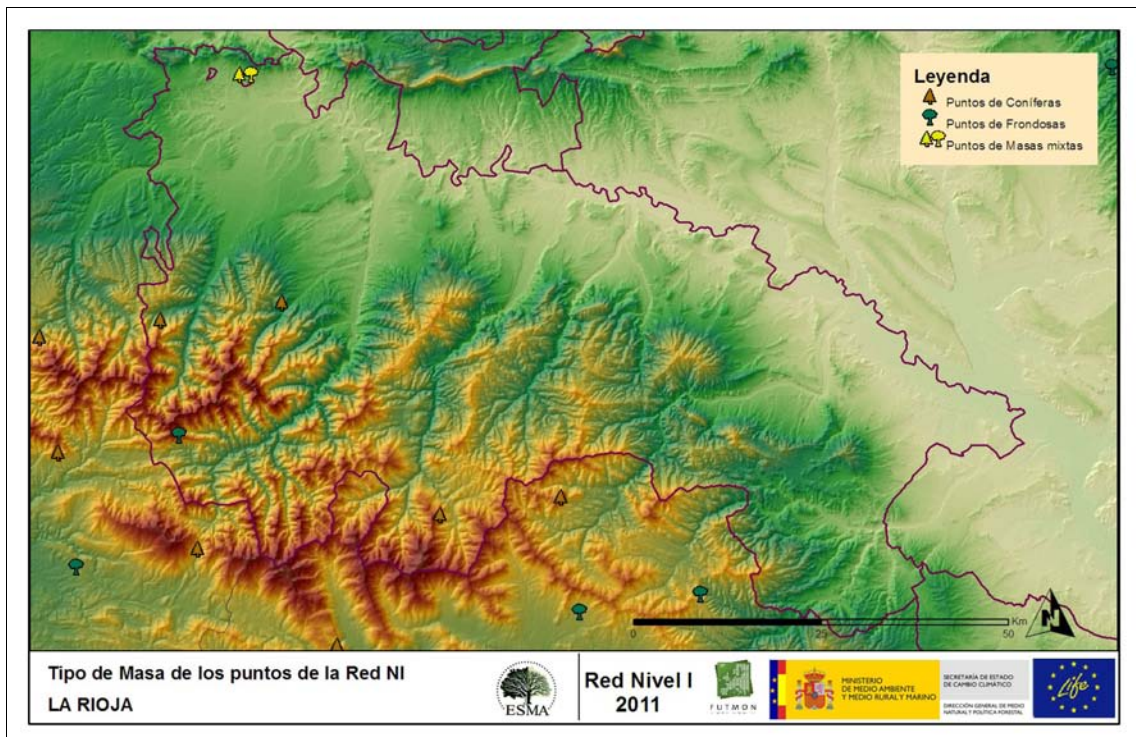 Leyenda
Puntos de Coníferas
Puntos de Frondosas
Puntos de Masas mixtas
N
Km
0
25
50
Tipo de Masa de los puntos de la Red NI
LA RIOJA
ESMA
Red Nivel I
2011
FUTMON
MINISTERIO
DE MEDIO AMBIENTE
Y MEDIO RURAL Y MARINO
SECRETARÍA DE ESTADO
DE CAMBIO CLIMÁTICO
DIRECCIÓN GENERAL DE MEDIO
NATURAL Y POLÍTICA FORESTAL
Life